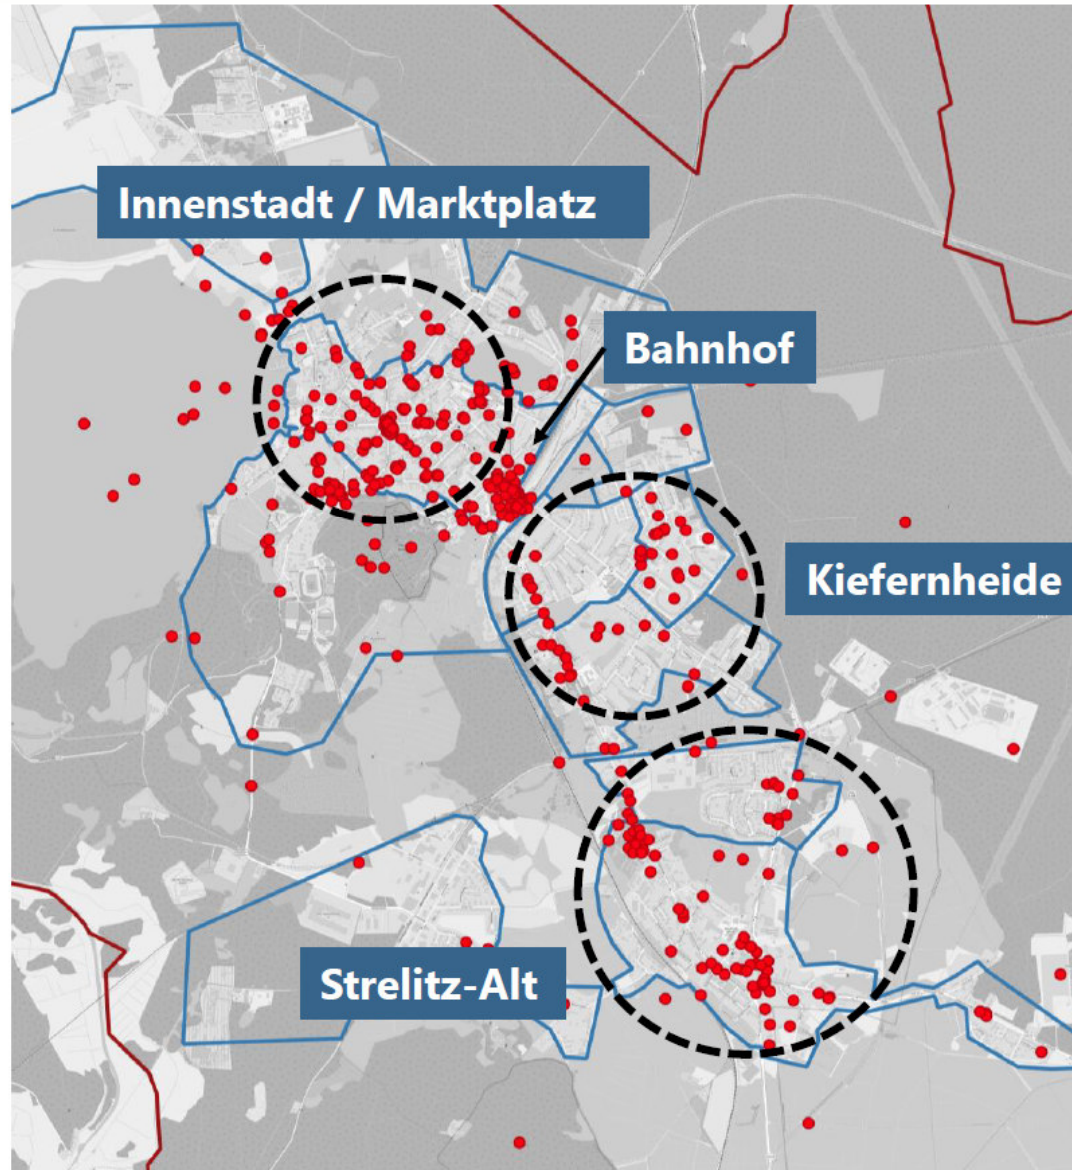 Innenstadt / Marktplatz
Bahnhof
Kiefernheide
Strelitz-Alt